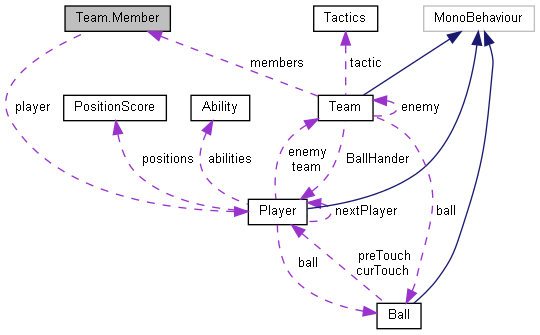 Team.Member
Tactics
MonoBehaviour
members
tactic
player
PositionScore
Ability
Team
enemy
positions
abilities
enemy
team
BallHander
Player
nextPlayer
ball
ball
preTouch
curTouch
Ball